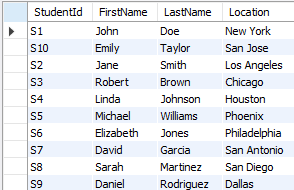 StudentId FirstName LastName Location
S1 John Doe New York
S10 Emily Taylor San Jose
S2 Jane Smith Los Angeles
S3 Robert Brown Chicago
S4 Linda Johnson Houston
S5 Michael Williams Phoenix
S6 Elizabeth Jones Philadelphia
S7 David Garcia San Antonio
S8 Sarah Martinez San Diego
S9 Daniel Rodriguez Dallas